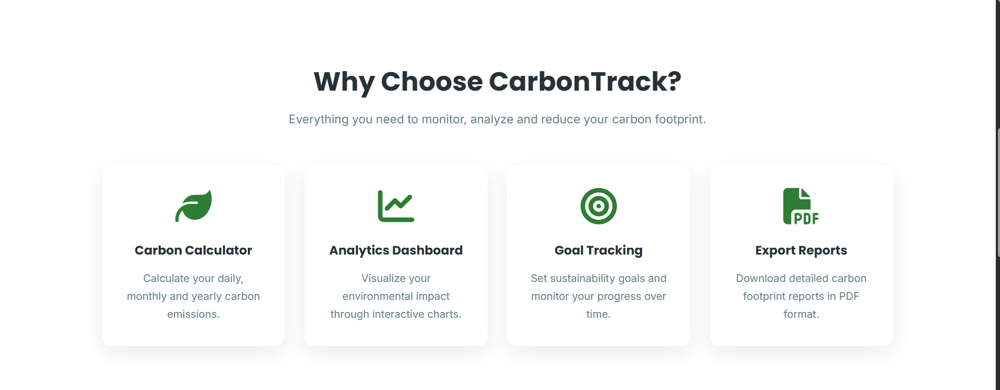 Why Choose CarbonTrack?
Everything you need to monitor, analyze and reduce your carbon footprint.
PDF
Carbon Calculator
Calculate your daily,
monthly and yearly carbon
emissions.
Analytics Dashboard
Visualize your
environmental impact
through interactive charts.
Goal Tracking
Set sustainability goals and
monitor your progress over
time.
Export Reports
Download detailed carbon
footprint reports in PDF
format.